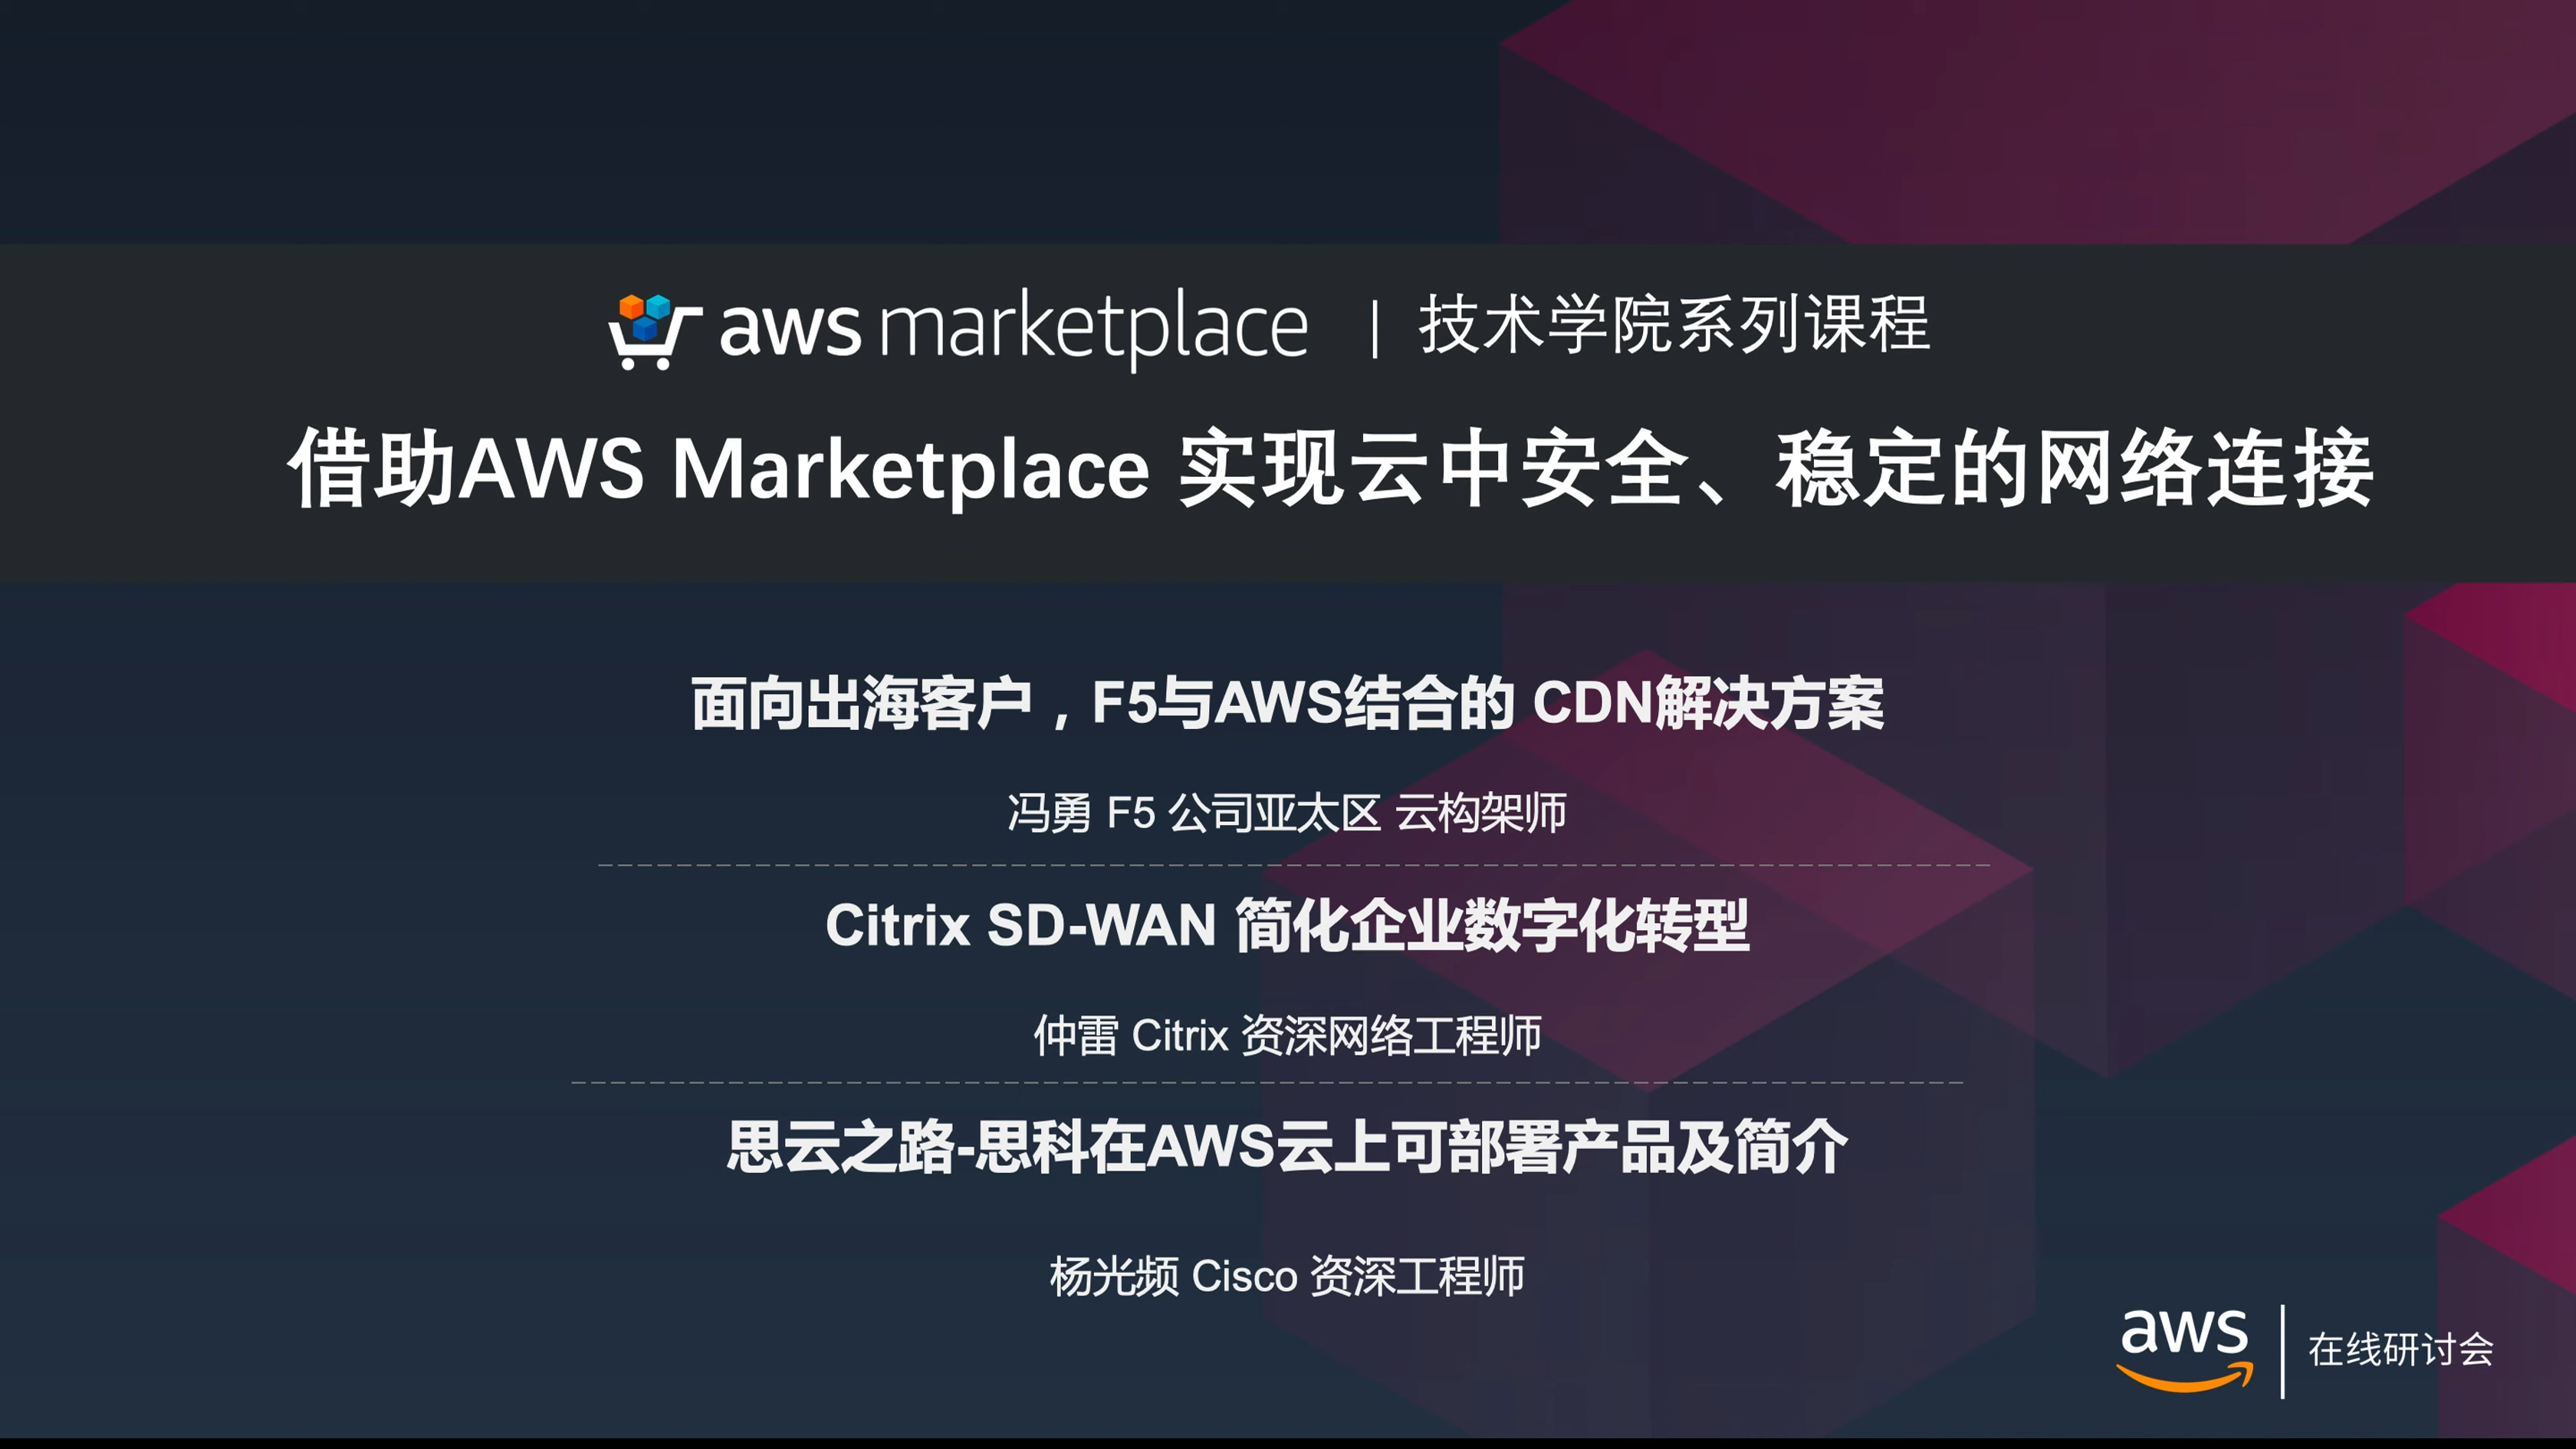 aws marketplace | 技术学院系列课程
借助AWS Marketplace 实现云中安全、稳定的网络连接
面向出海客户，F5与AWS结合的 CDN解决方案
冯勇 F5 公司亚太区 云构架师
Citrix SD-WAN 简化企业数字化转型
仲雷 Citrix 资深网络工程师
思云之路-思科在AWS云上可部署产品及简介
杨光频 Cisco 资深工程师
aws | 在线研讨会